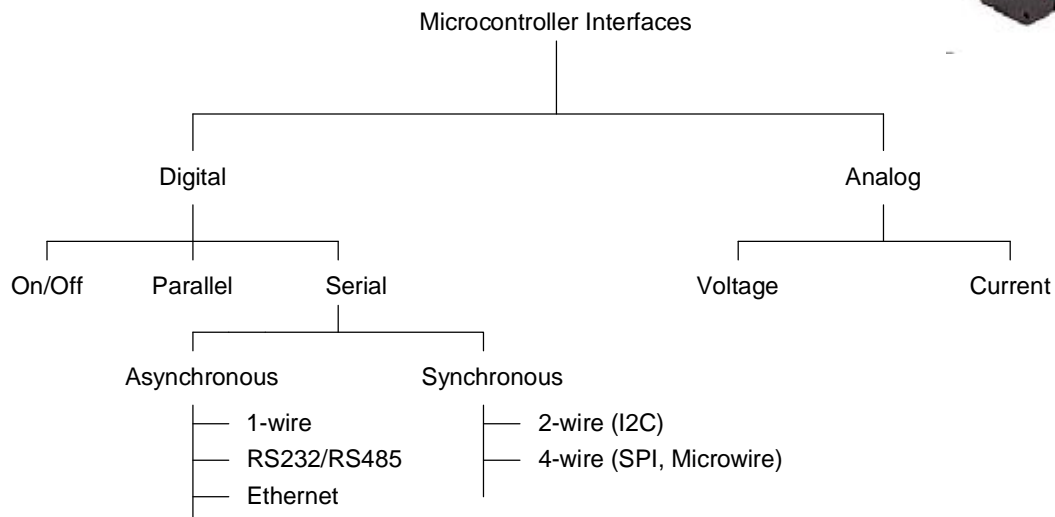 Microcontroller Interfaces
Digital
Analog
On/Off
Parallel
Serial
Voltage
Current
Asynchronous
Synchronous
1-wire
RS232/RS485
Ethernet
2-wire (I2C)
4-wire (SPI, Microwire)